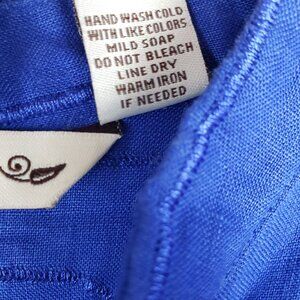 HAND WASH COLD
WITH LIKE COLORS
MILD SOAP
DO NOT BLEACH
LINE DRY
WARM IRON
IF NEEDED